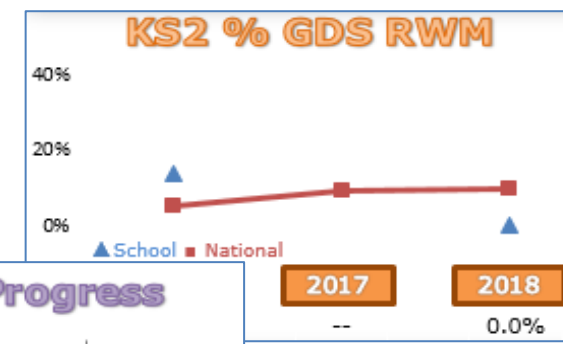 KS2 % GDS RWM
40%
20%
0%
School National
2017 2018
-- 0.0%
Progress